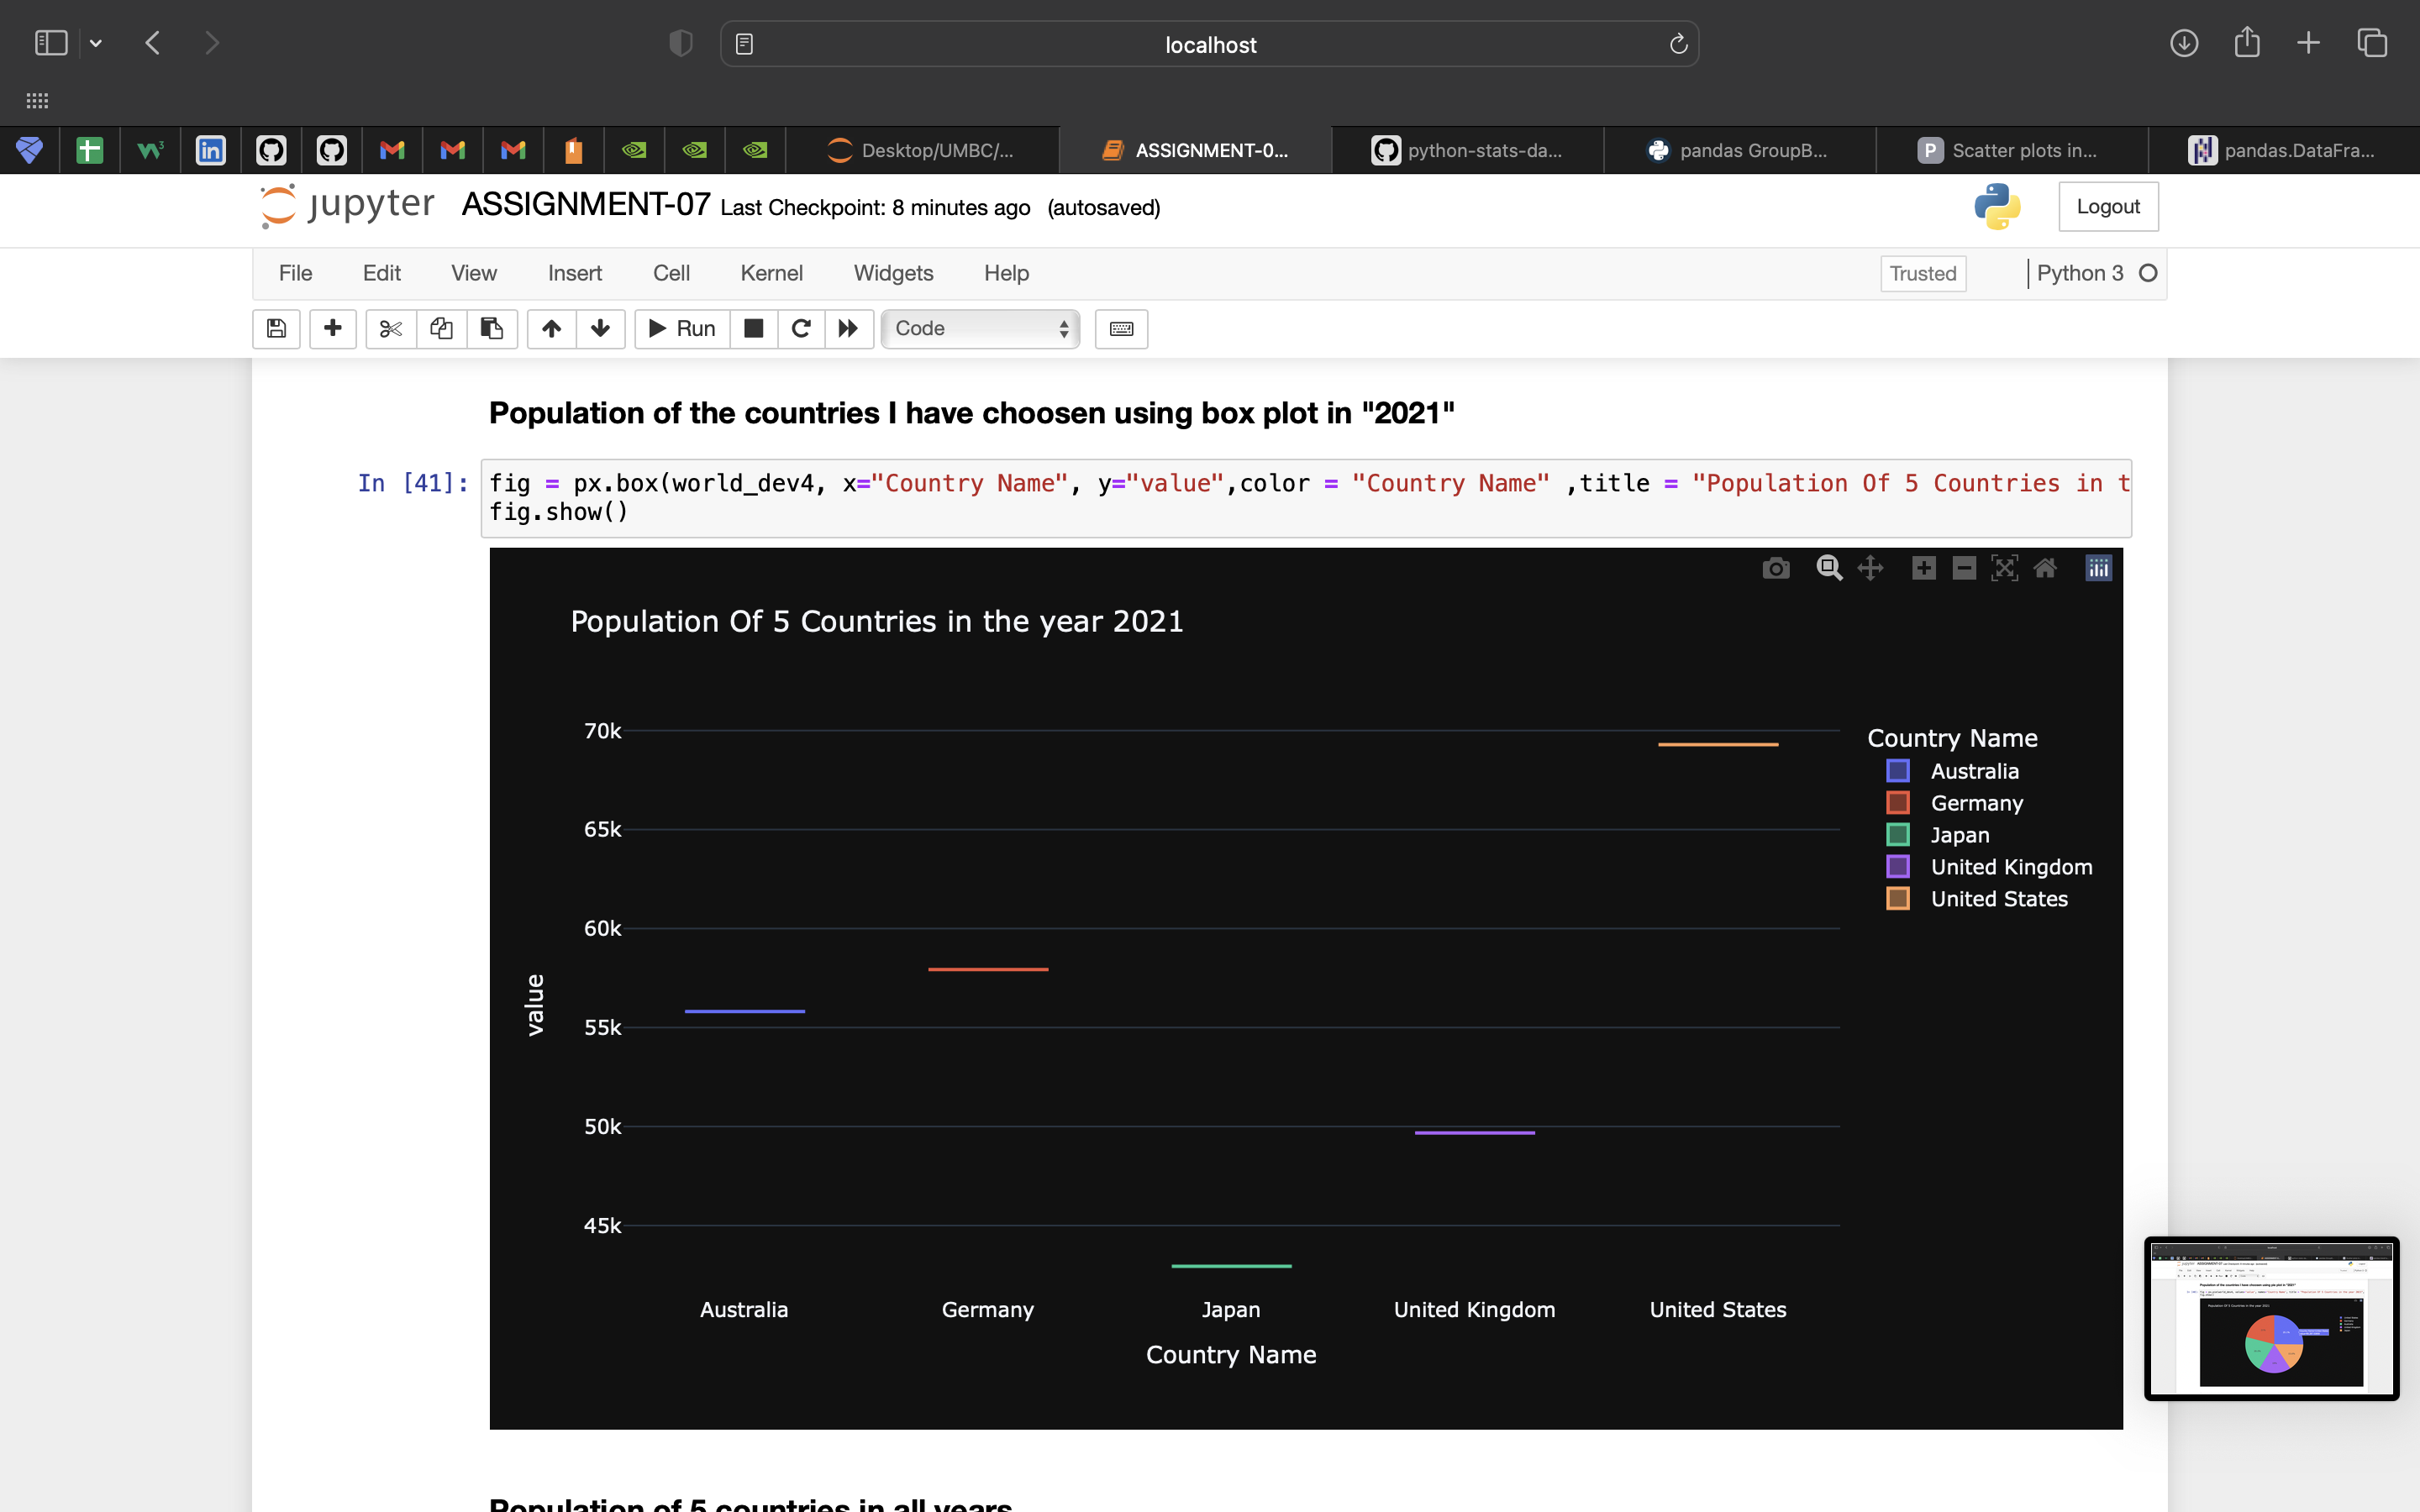 localhost
Desktop/UMBC/...
ASSIGNMENT-0...
python-stats-da...
pandas GroupB...
P Scatter plots in...
pandas.DataFra...
jupyter ASSIGNMENT-07 Last Checkpoint: 8 minutes ago (autosaved)
Logout
File Edit View Insert Cell Kernel Widgets Help
Trusted
Python 3
Run
Code
Population of the countries I have choosen using box plot in "2021"
In [41]:
fig = px.box(world_dev4, x="Country Name", y="value",color = "Country Name" ,title = "Population Of 5 Countries in t
fig.show()
Population Of 5 Countries in the year 2021
70k
65k
60k
55k
50k
45k
value
Australia
Germany
Japan
United Kingdom
United States
Country Name
Country Name
Australia
Germany
Japan
United Kingdom
United States
Population of 5 countries in all years